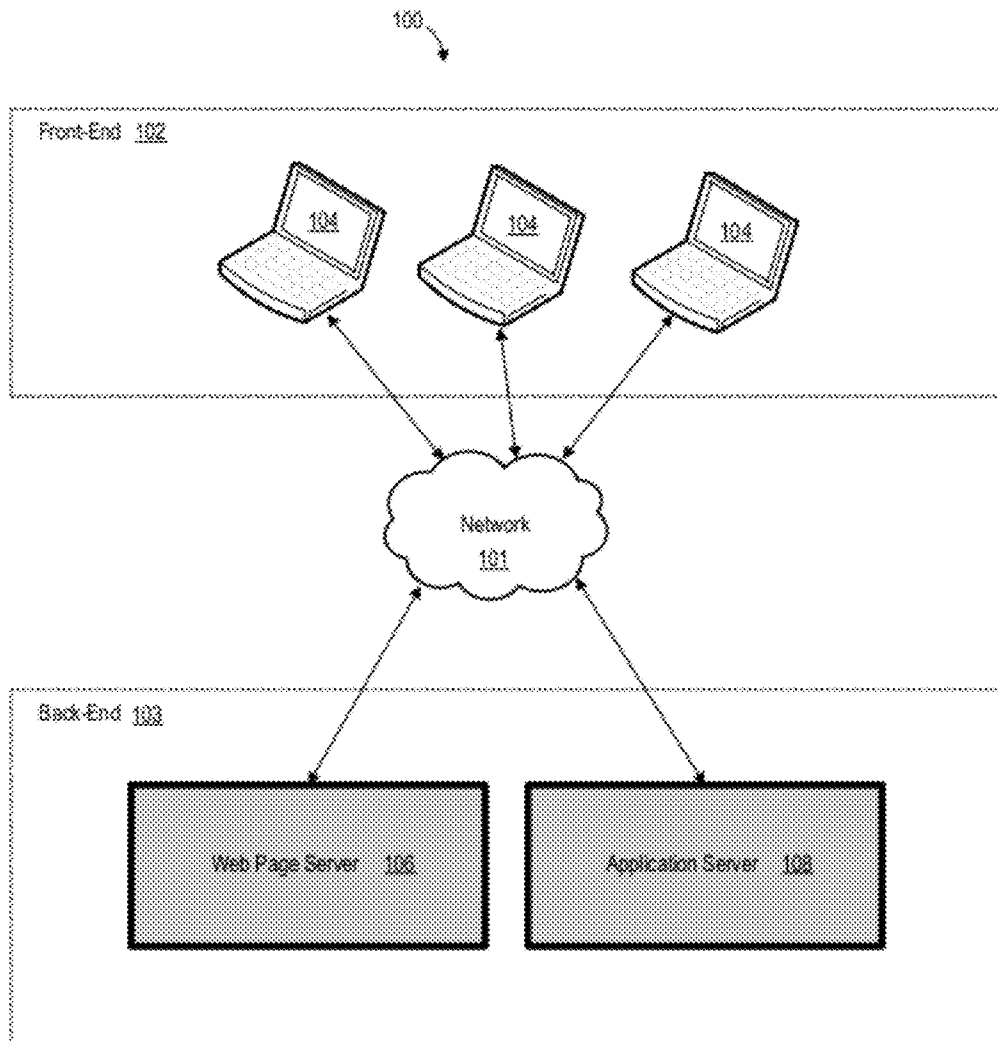 100
Front-End 102
104 104 104
Network
101
Back-End 103
Web Page Server 106 Application Server 108